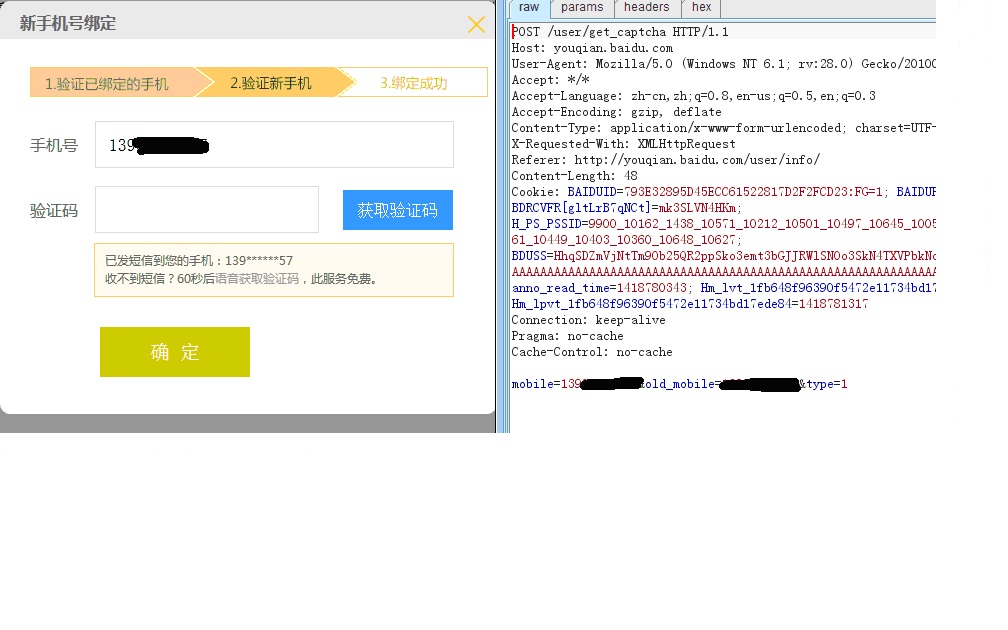 新手机号绑定
1.验证已绑定的手机
2.验证新手机
3.绑定成功
手机号
139
验证码
获取验证码
已发短信到您的手机：139******57
收不到短信？60秒后语音获取验证码，此服务免费。
确 定
raw params headers hex
POST /user/get_captcha HTTP/1.1
Host: youqian.baidu.com
User-Agent: Mozilla/5.0 (Windows NT 6.1; rv:28.0) Gecko/2010
Accept: */*
Accept-Language: zh-cn,zh;q=0.8,en-us;q=0.5,en;q=0.3
Accept-Encoding: gzip, deflate
Content-Type: application/x-www-form-urlencoded; charset=UTF-
X-Requested-With: XMLHttpRequest
Referer: http://youqian.baidu.com/user/info/
Content-Length: 48
Cookie: BAIDUID=793E32895D45ECC61522817D2F2FCD23:FG=1; BAIDU
BDRCVFR[gltLrB7qNCt]=mk3SLVN4HKm;
H_PS_PSSID=9900_10162_1438_10571_10212_10501_10497_10645_1005
61_10449_10403_10360_10648_10627;
anno_read_time=1418780343; Hm_lvt_1fb648f96390f5472e11734bd17
Hm_lpvt_1fb648f96390f5472e11734bd17ede84=1418781317
Connection: keep-alive
Pragma: no-cache
Cache-Control: no-cache
mobile=139 old_mobile= &type=1